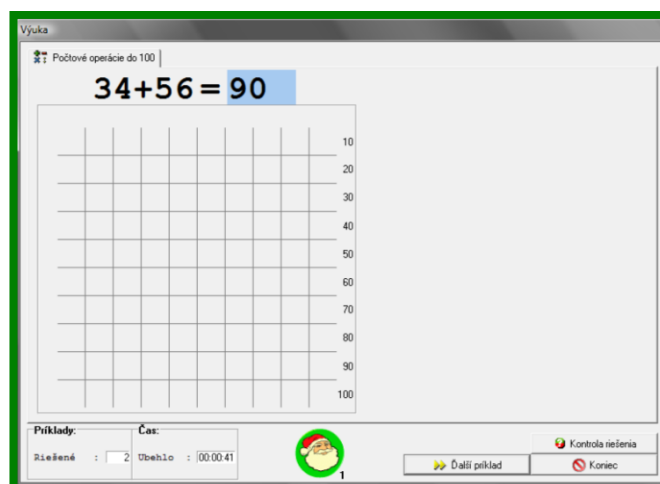 Výuka
Počtové operácie do 100
34+56=90
10
20
30
40
50
60
70
80
90
100
Príklady:
Čas:
Riešené : 2
Ubehlo : 00:00:41
1
Kontrola riešenia
Ďalší príklad
Koniec